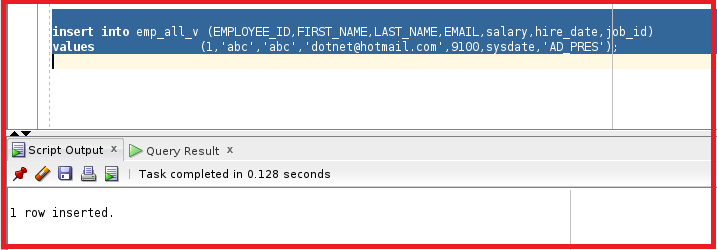 insert into emp_all_v (EMPLOYEE_ID,FIRST_NAME,LAST_NAME,EMAIL,salary,hire_date,job_id)
values (1,'abc','abc','dotnet@hotmail.com',9100,sysdate,'AD_PRES');
Script Output x Query Result x
Task completed in 0.128 seconds
1 row inserted.